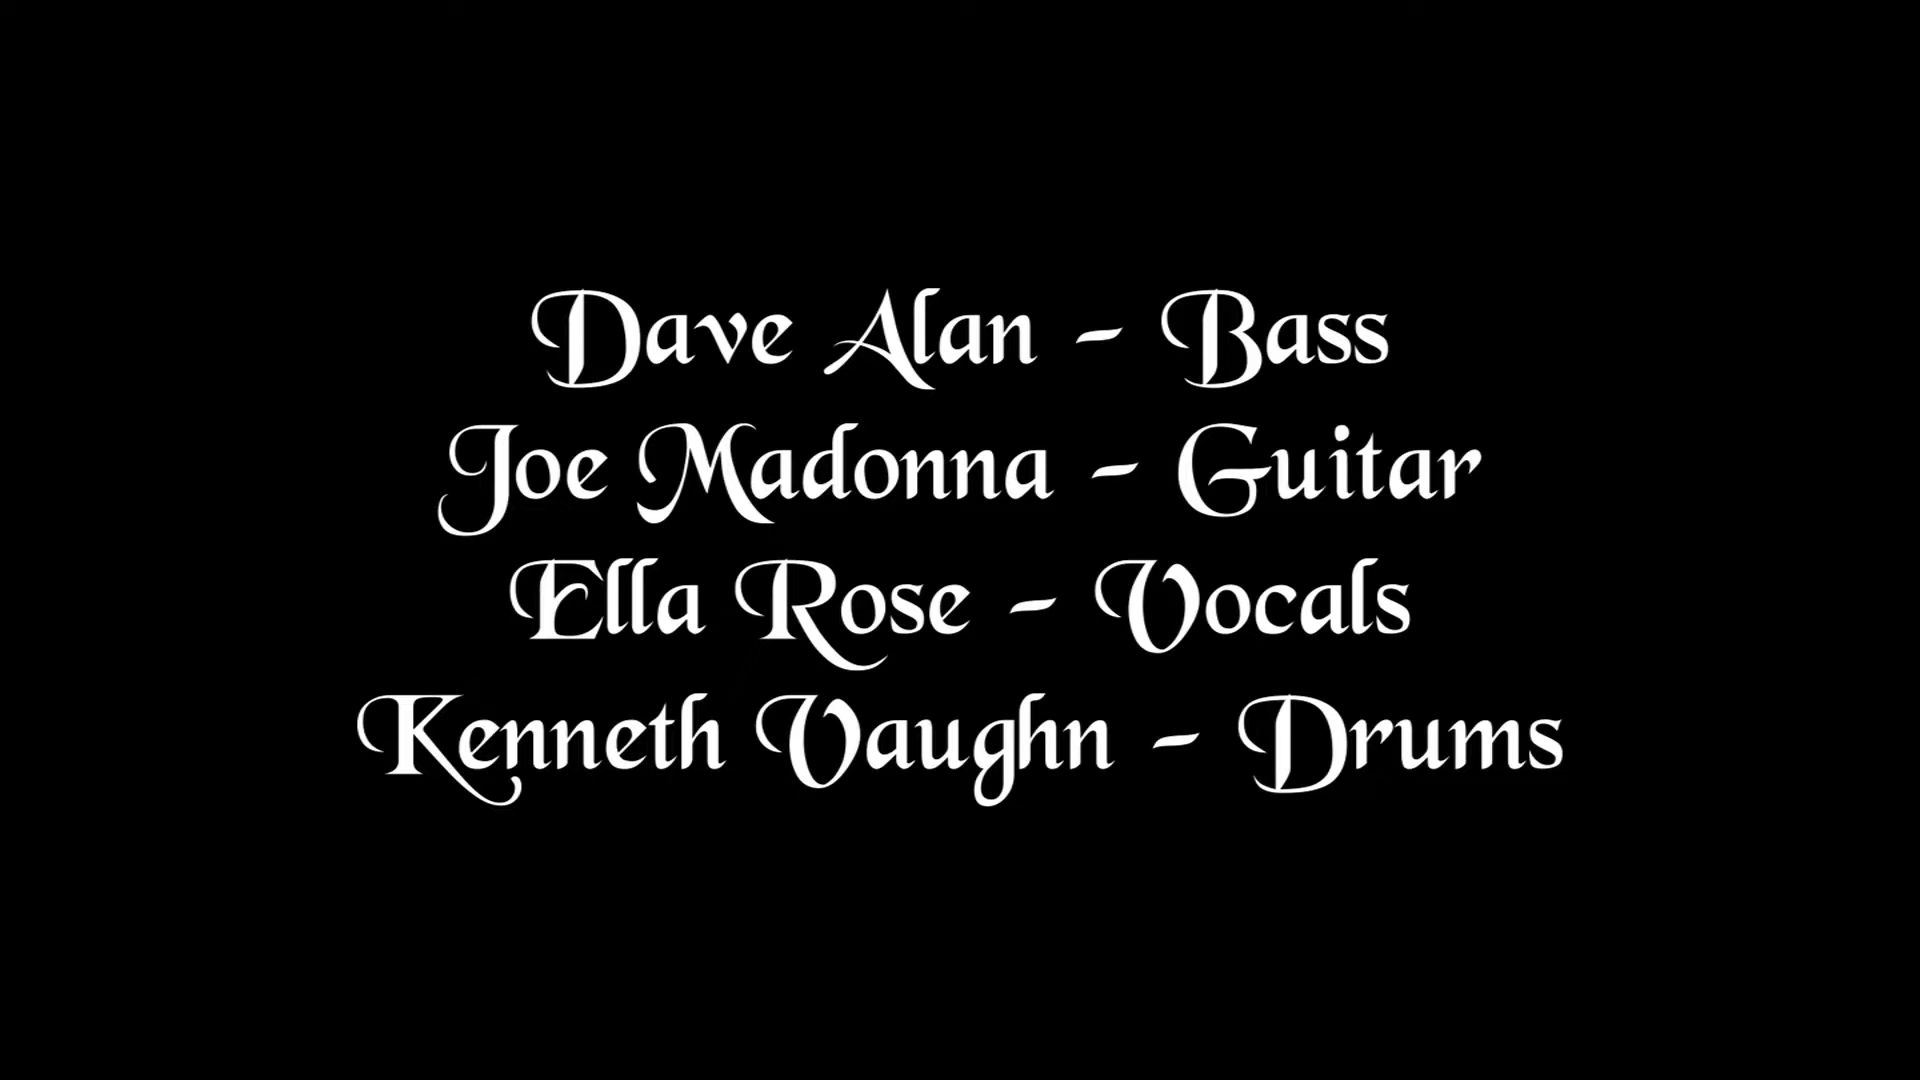 Dave Alan - Bass
Joe Madonna - Guitar
Ella Rose - Vocals
Kenneth Vaughn - Drums